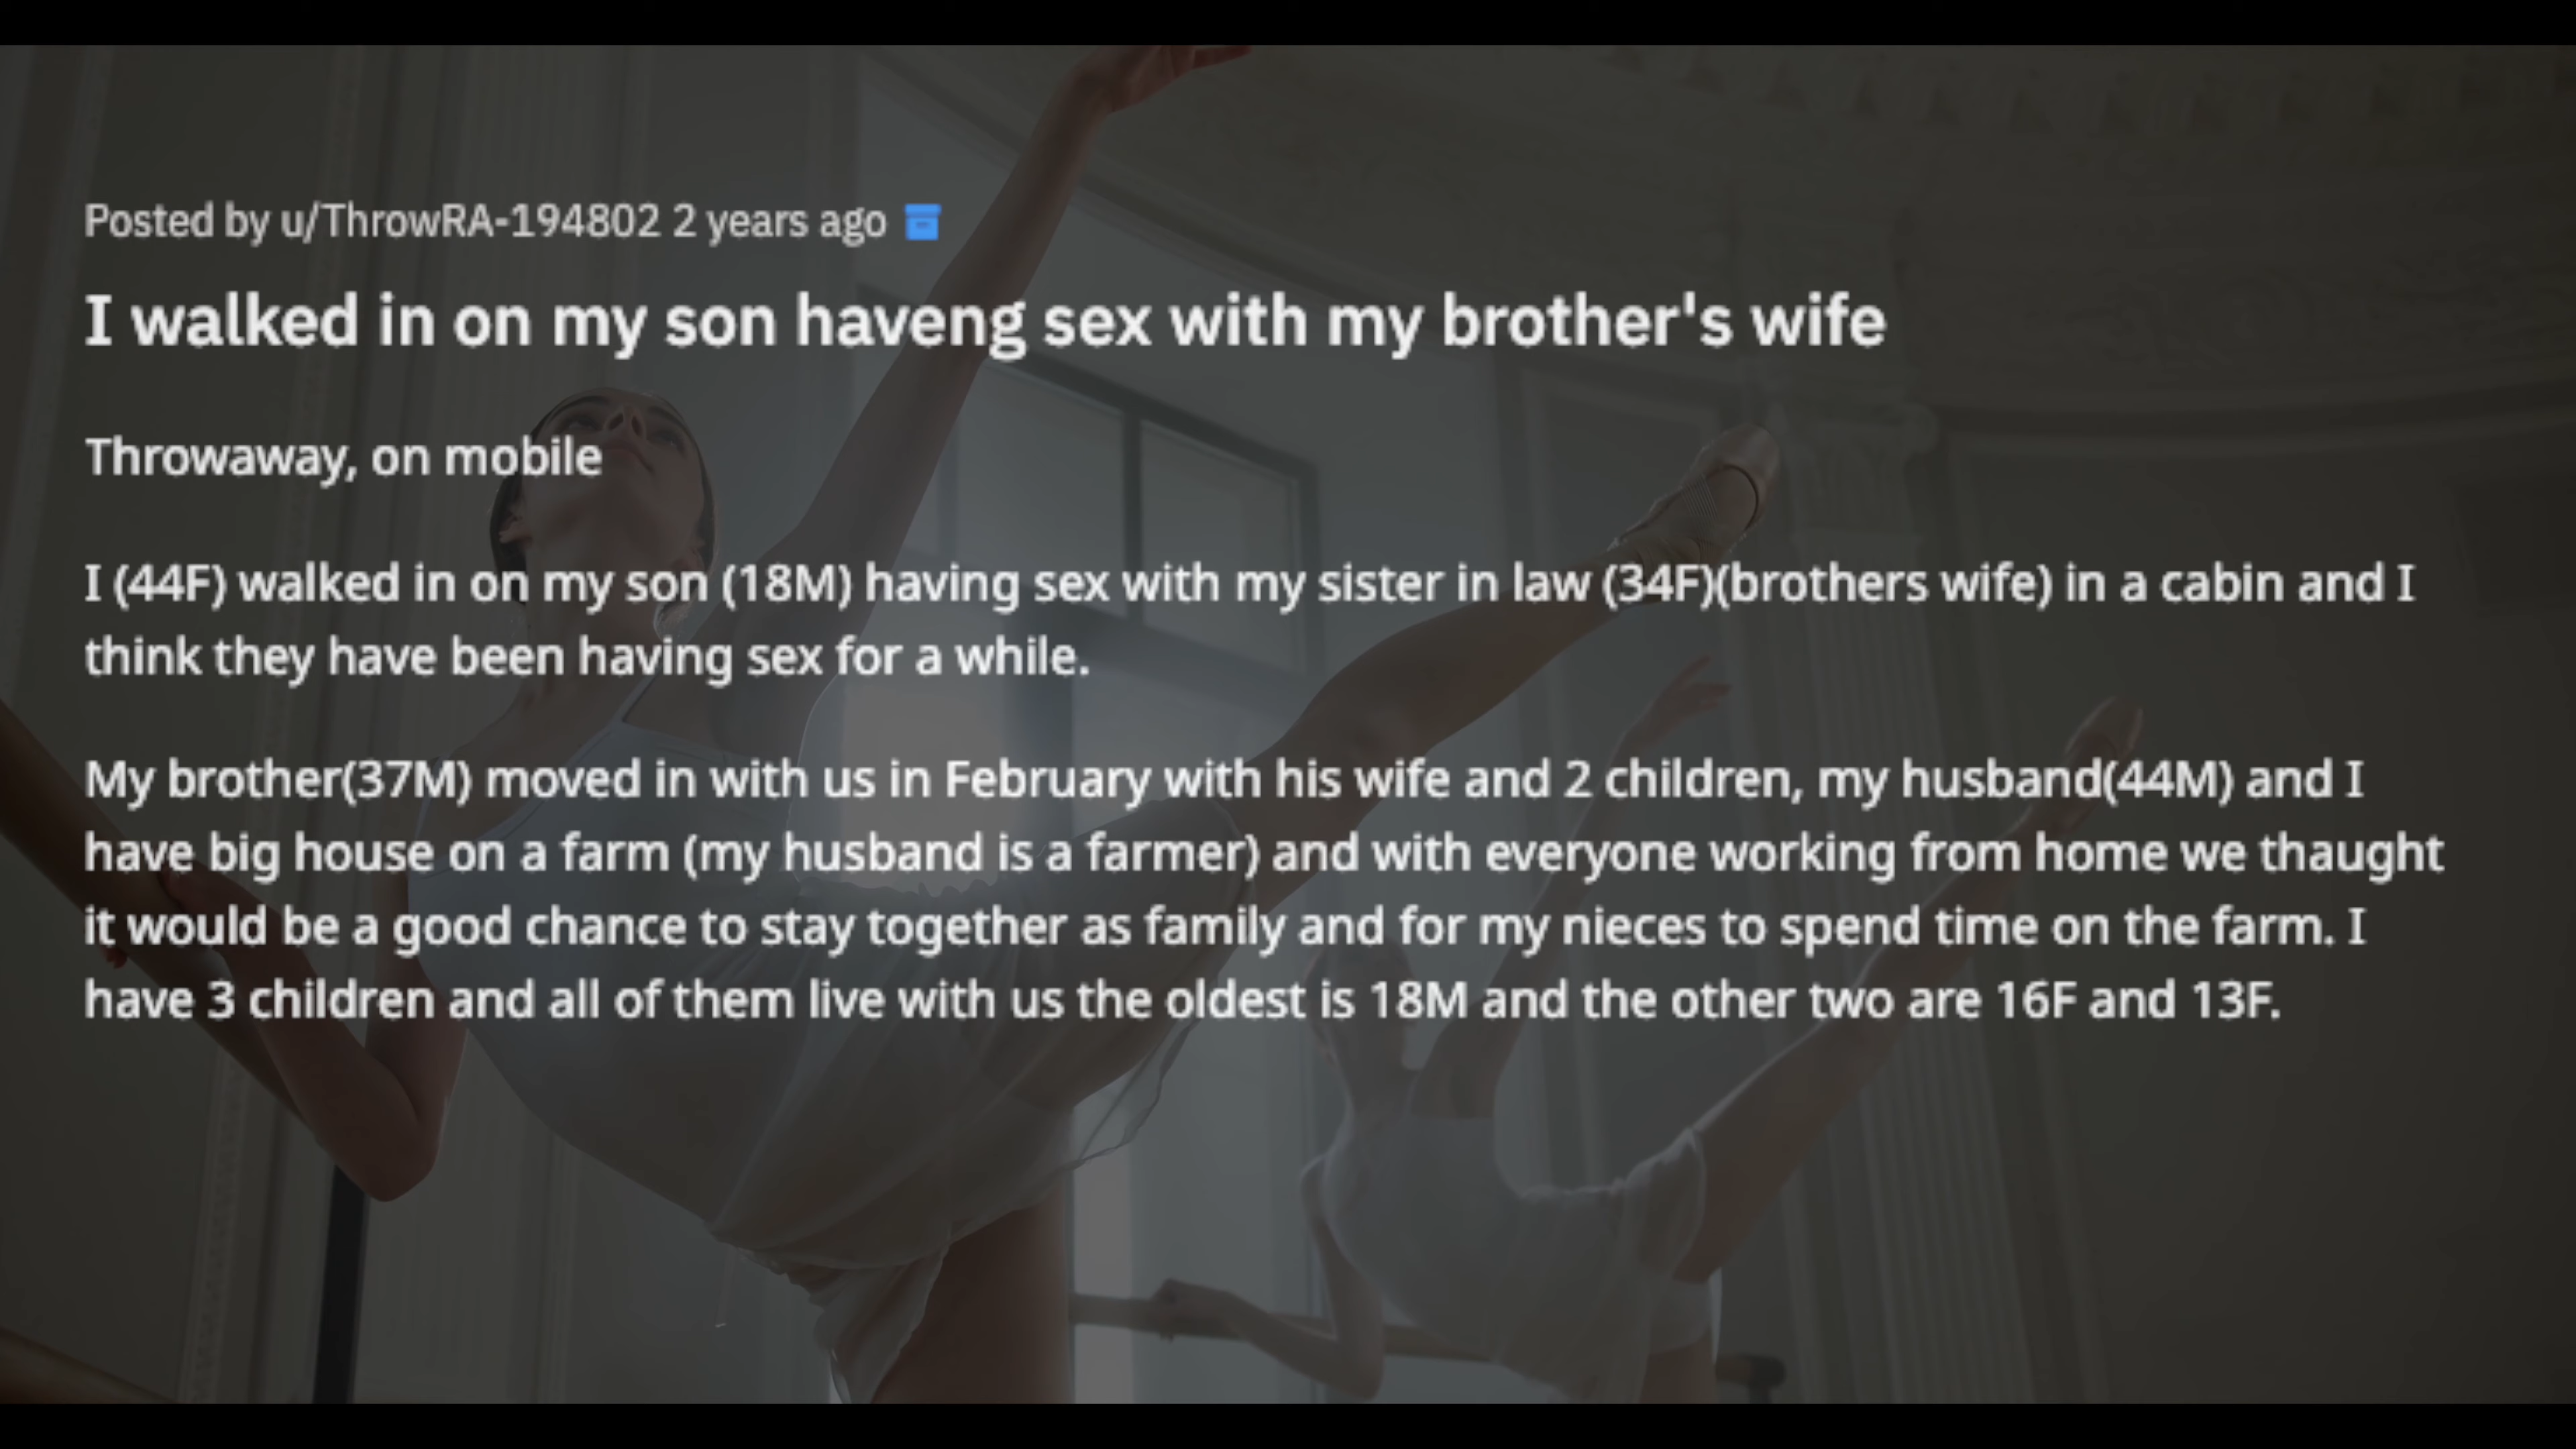 Posted by u/ThrowRA-194802 2 years ago
I walked in on my son haveng sex with my brother's wife
Throwaway, on mobile
I (44F) walked in on my son (18M) having sex with my sister in law (34F)(brothers wife) in a cabin and I
think they have been having sex for a while.
My brother(37M) moved in with us in February with his wife and 2 children, my husband(44M) and I
have big house on a farm (my husband is a farmer) and with everyone working from home we thaught
it would be a good chance to stay together as family and for my nieces to spend time on the farm. I
have 3 children and all of them live with us the oldest is 18M and the other two are 16F and 13F.